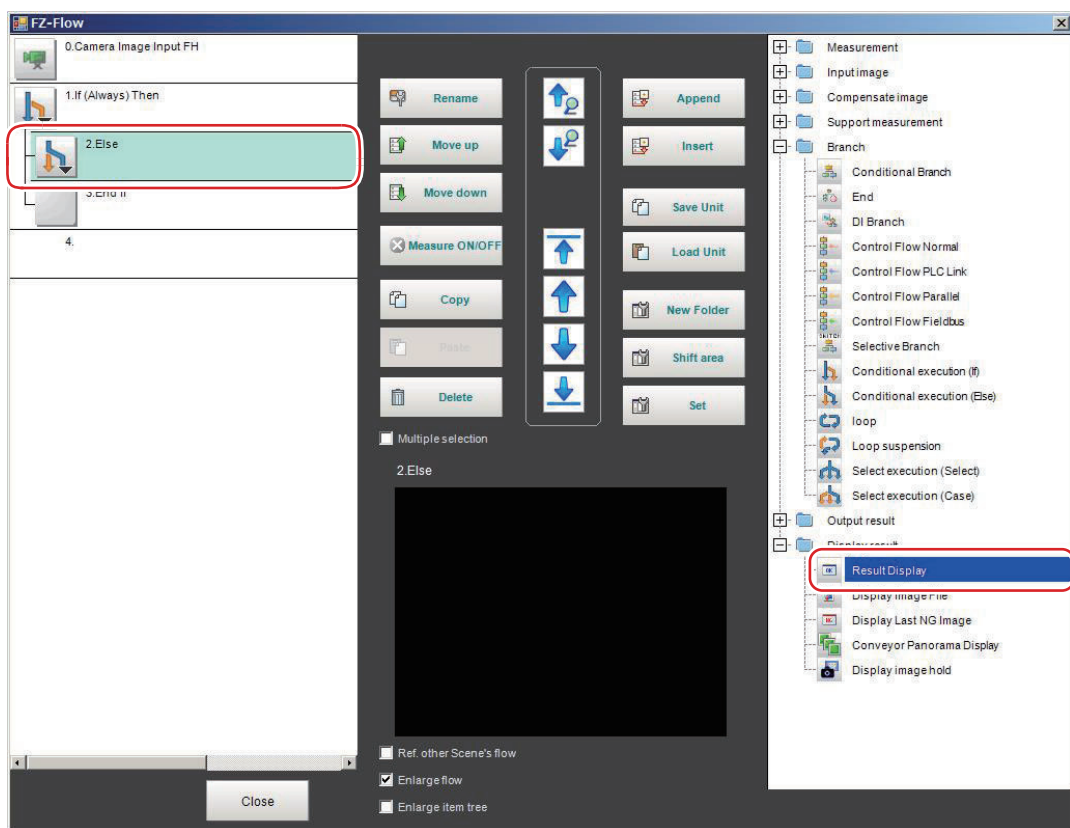 FZ-Flow
0.Camera Image Input FH
1.If (Always) Then
2.Else
3.End If
4.
Close
Rename
Move up
Move down
Measure ON/OFF
Copy
Paste
Delete
Append
Insert
Save Unit
Load Unit
New Folder
Shift area
Set
Multiple selection
2.Else
Ref. other Scene's flow
Enlarge flow
Enlarge item tree
Measurement
Input image
Compensate image
Support measurement
Branch
Conditional Branch
End
DI Branch
Control Flow Normal
Control Flow PLC Link
Control Flow Parallel
Control Flow Fieldbus
Selective Branch
Conditional execution (If)
Conditional execution (Else)
loop
Loop suspension
Select execution (Select)
Select execution (Case)
Output result
Display result
Result Display
Display Image File
Display Last NG Image
Conveyor Panorama Display
Display image hold